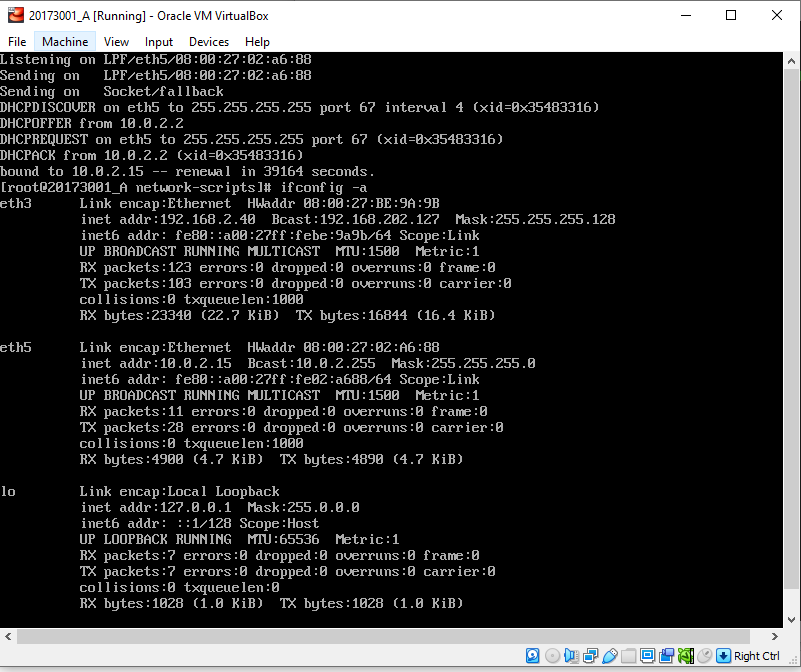 20173001_A [Running] - Oracle VM VirtualBox
File Machine View Input Devices Help
Listening on LPF/eth5/08:00:27:02:a6:88
Sending on   LPF/eth5/08:00:27:02:a6:88
Sending on   Socket/fallback
DHCPDISCOVER on eth5 to 255.255.255.255 port 67 interval 4 (xid=0x35483316)
DHCPOFFER from 10.0.2.2
DHCPREQUEST on eth5 to 255.255.255.255 port 67 (xid=0x35483316)
DHCPACK from 10.0.2.2 (xid=0x35483316)
bound to 10.0.2.15 -- renewal in 39164 seconds.
[root@20173001_A network-scripts]# ifconfig -a
eth3      Link encap:Ethernet  HWaddr 08:00:27:BE:9A:9B
          inet addr:192.168.2.40  Bcast:192.168.202.127  Mask:255.255.255.128
          inet6 addr: fe80::a00:27ff:febe:9a9b/64 Scope:Link
          UP BROADCAST RUNNING MULTICAST  MTU:1500  Metric:1
          RX packets:123 errors:0 dropped:0 overruns:0 frame:0
          TX packets:103 errors:0 dropped:0 overruns:0 carrier:0
          collisions:0 txqueuelen:1000
          RX bytes:23340 (22.7 KiB)  TX bytes:16844 (16.4 KiB)
eth5      Link encap:Ethernet  HWaddr 08:00:27:02:A6:88
          inet addr:10.0.2.15  Bcast:10.0.2.255  Mask:255.255.255.0
          inet6 addr: fe80::a00:27ff:fe02:a688/64 Scope:Link
          UP BROADCAST RUNNING MULTICAST  MTU:1500  Metric:1
          RX packets:11 errors:0 dropped:0 overruns:0 frame:0
          TX packets:28 errors:0 dropped:0 overruns:0 carrier:0
          collisions:0 txqueuelen:1000
          RX bytes:4900 (4.7 KiB)  TX bytes:4890 (4.7 KiB)
lo        Link encap:Local Loopback
          inet addr:127.0.0.1  Mask:255.0.0.0
          inet6 addr: ::1/128 Scope:Host
          UP LOOPBACK RUNNING  MTU:65536  Metric:1
          RX packets:7 errors:0 dropped:0 overruns:0 frame:0
          TX packets:7 errors:0 dropped:0 overruns:0 carrier:0
          collisions:0 txqueuelen:0
          RX bytes:1028 (1.0 KiB)  TX bytes:1028 (1.0 KiB)
Right Ctrl